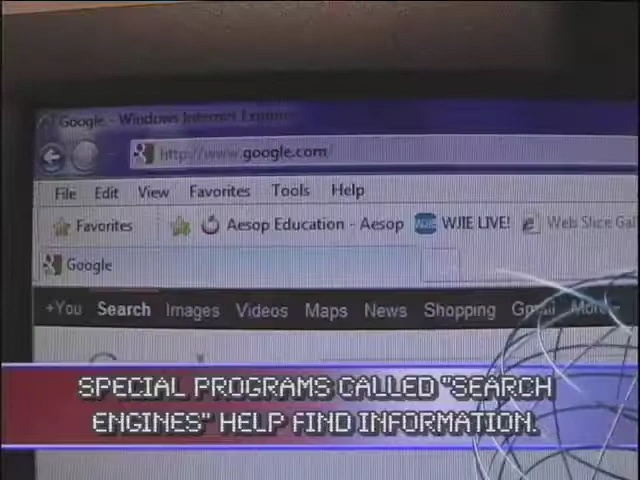 Google - Windows Internet Explorer
http://www.google.com/
File Edit View Favorites Tools Help
Favorites Aesop Education - Aesop WJIE LIVE! Web Slice Gal
Google
+You Search Images Videos Maps News Shopping Gmail More
SPECIAL PROGRAMS CALLED "SEARCH
ENGINES" HELP FIND INFORMATION.